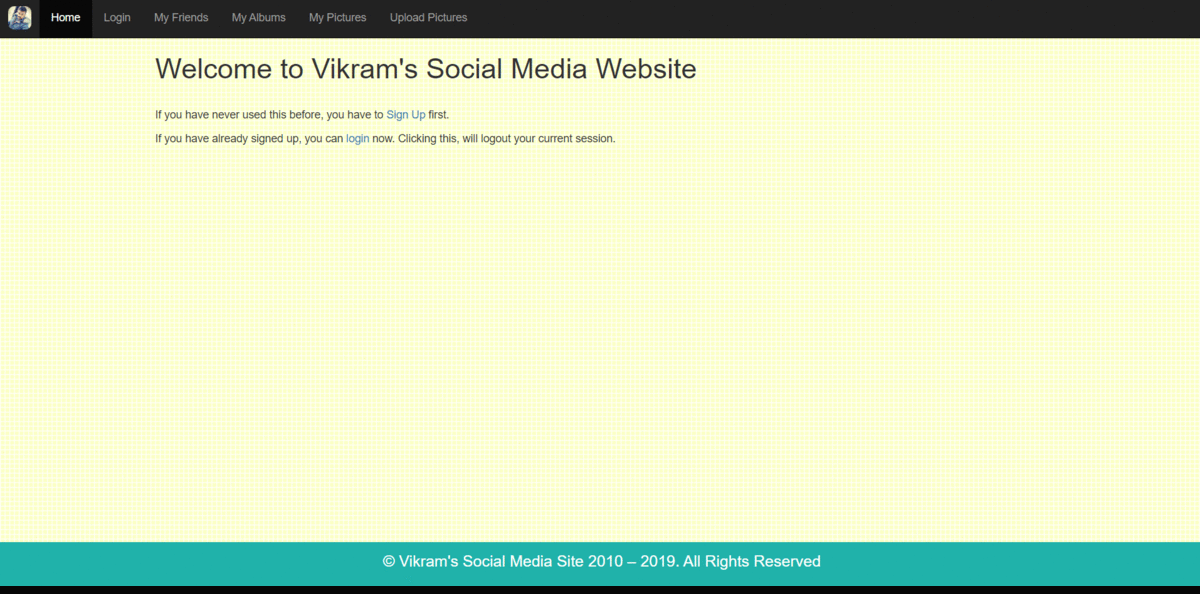 Home Login My Friends My Albums My Pictures Upload Pictures
Welcome to Vikram's Social Media Website
If you have never used this before, you have to Sign Up first.
If you have already signed up, you can login now. Clicking this, will logout your current session.
© Vikram's Social Media Site 2010 – 2019. All Rights Reserved